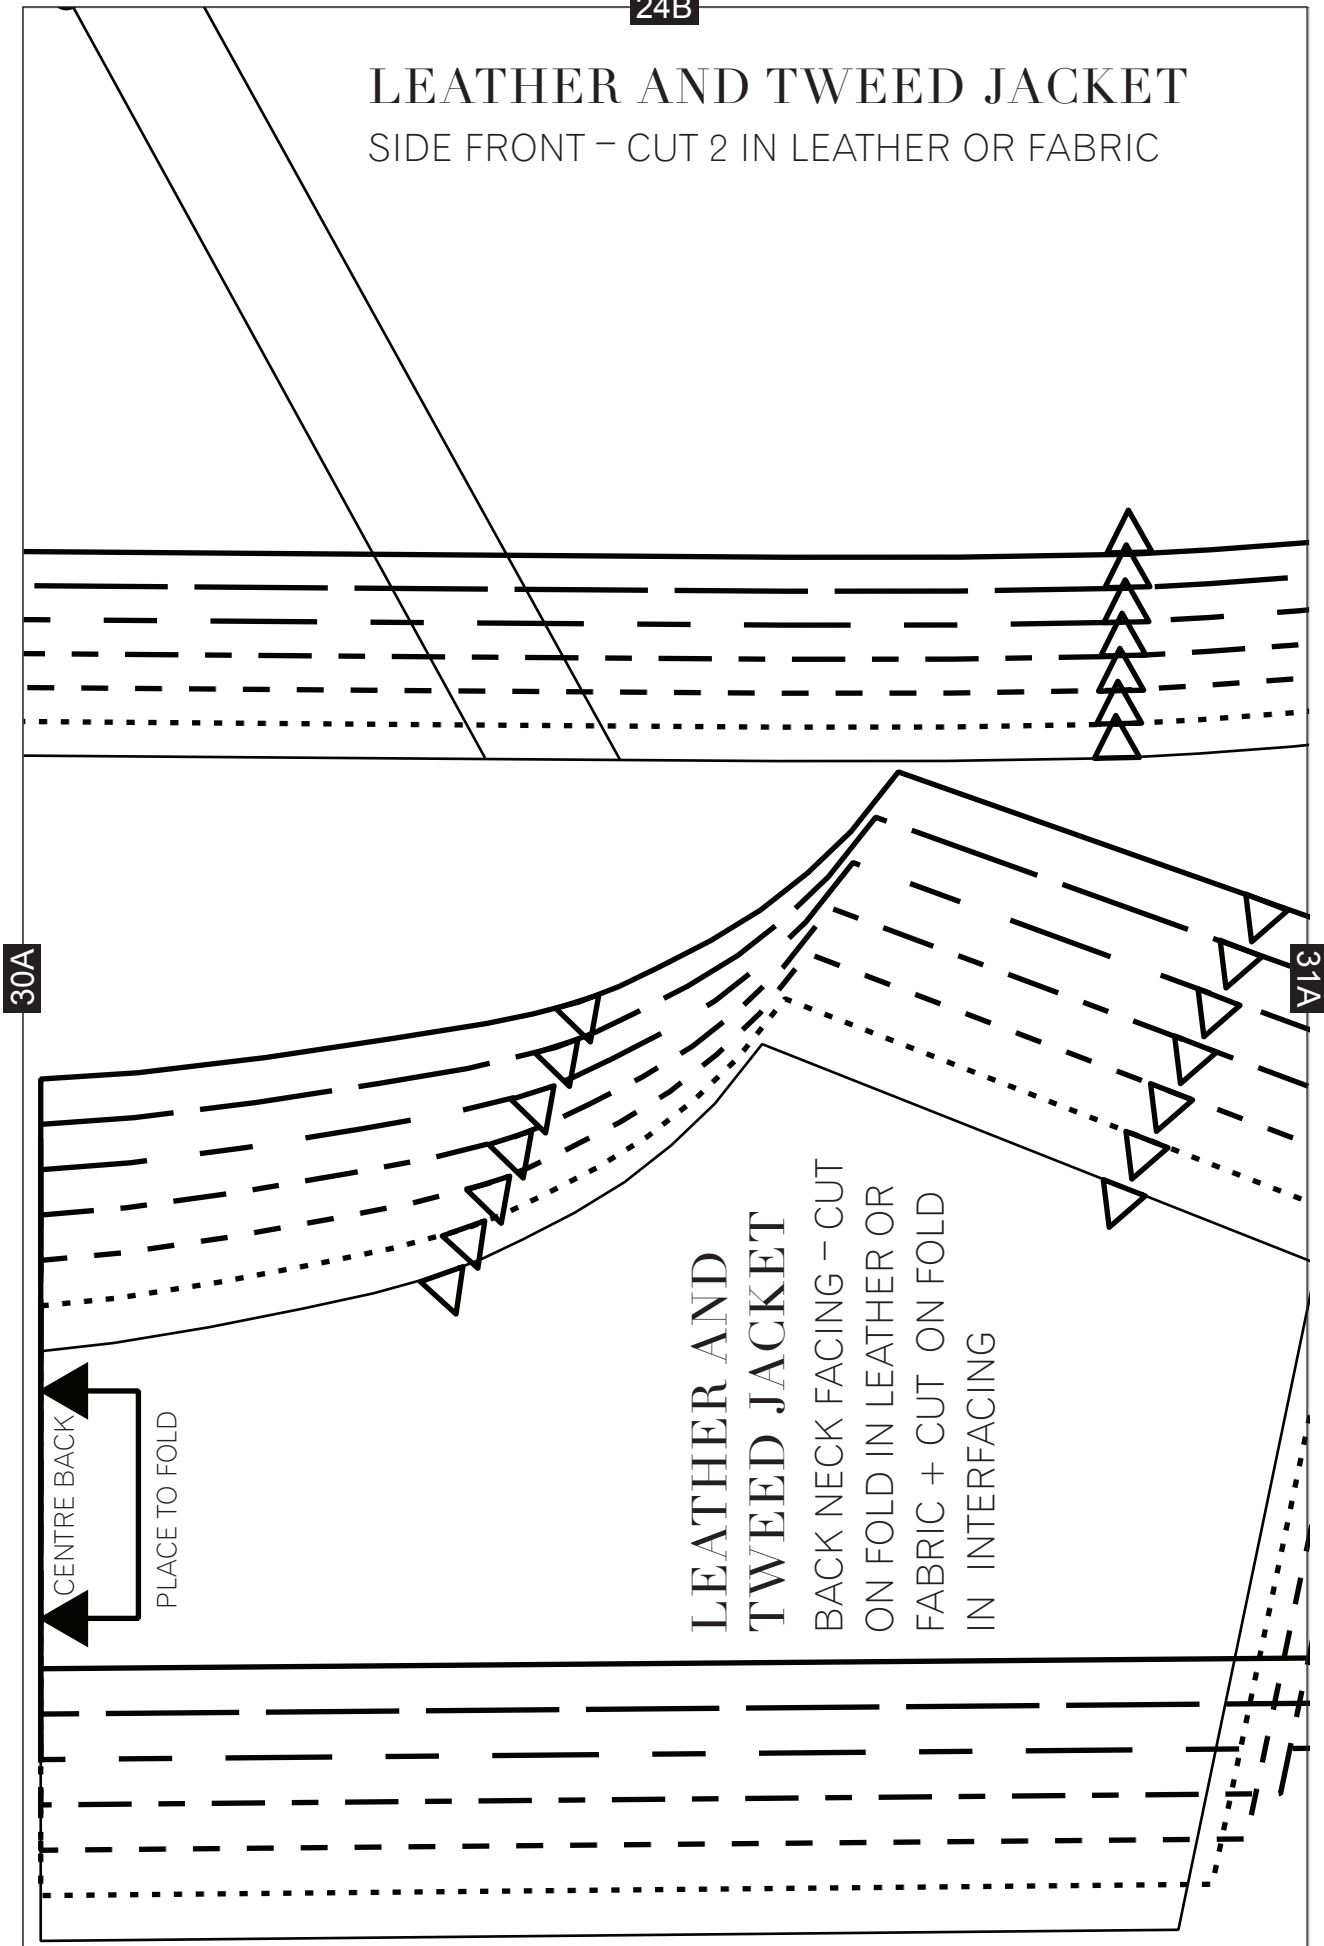 24B
LEATHER AND TWEED JACKET
SIDE FRONT – CUT 2 IN LEATHER OR FABRIC
30A
31A
CENTRE BACK
PLACE TO FOLD
LEATHER AND
TWEED JACKET
BACK NECK FACING – CUT
ON FOLD IN LEATHER OR
FABRIC + CUT ON FOLD
IN INTERFACING